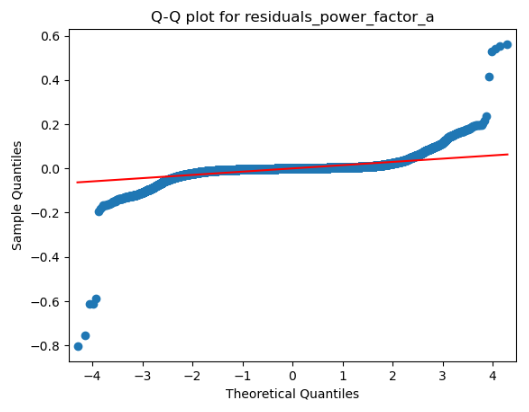 Q-Q plot for residuals_power_factor_a
Sample Quantiles
0.6
0.4
0.2
0.0
−0.2
−0.4
−0.6
−0.8
−4 −3 −2 −1 0 1 2 3 4
Theoretical Quantiles